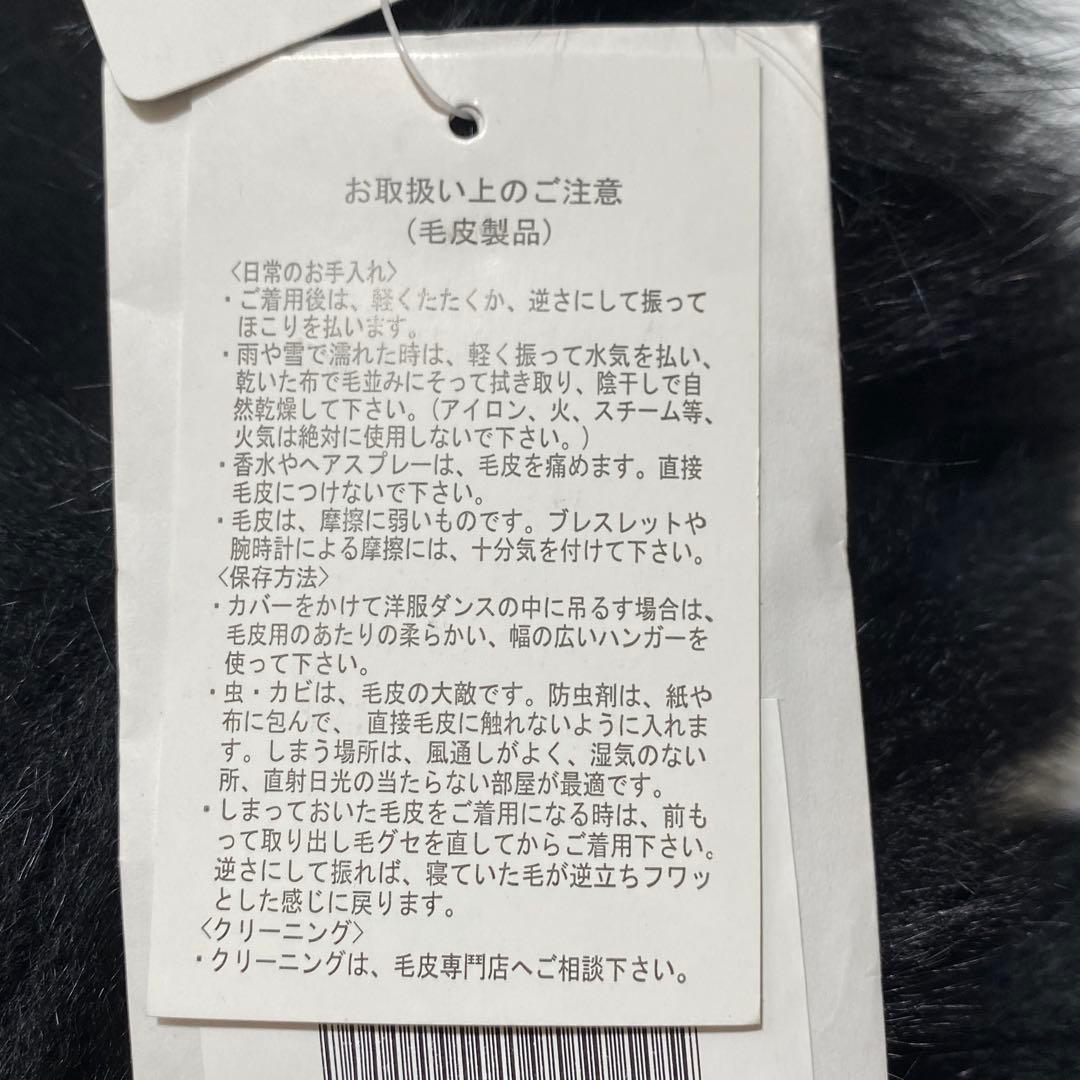 お取扱い上のご注意
(毛皮製品)
〈日常のお手入れ〉
・ご着用後は、軽くたたくか、逆さにして振って
ほこりを払います。
・雨や雪で濡れた時は、軽く振って水気を払い、
乾いた布で毛並みにそって拭き取り、陰干しで自
然乾燥して下さい。(アイロン、火、スチーム等、
火気は絶対に使用しないで下さい。)
・香水やヘアスプレーは、毛皮を痛めます。直接
毛皮につけないで下さい。
・毛皮は、摩擦に弱いものです。ブレスレットや
腕時計による摩擦には、十分気を付けて下さい。
〈保存方法〉
・カバーをかけて洋服ダンスの中に吊るす場合は、
毛皮用のあたりの柔らかい、幅の広いハンガーを
使って下さい。
・虫・カビは、毛皮の大敵です。防虫剤は、紙や
布に包んで、 直接毛皮に触れないように入れま
す。しまう場所は、風通しがよく、湿気のない
所、直射日光の当たらない部屋が最適です。
・しまっておいた毛皮をご着用になる時は、前も
って取り出し毛グセを直してからご着用下さい。
逆さにして振れば、寝ていた毛が逆立ちフワッ
とした感じに戻ります。
〈クリーニング〉
・クリーニングは、毛皮専門店へご相談下さい。